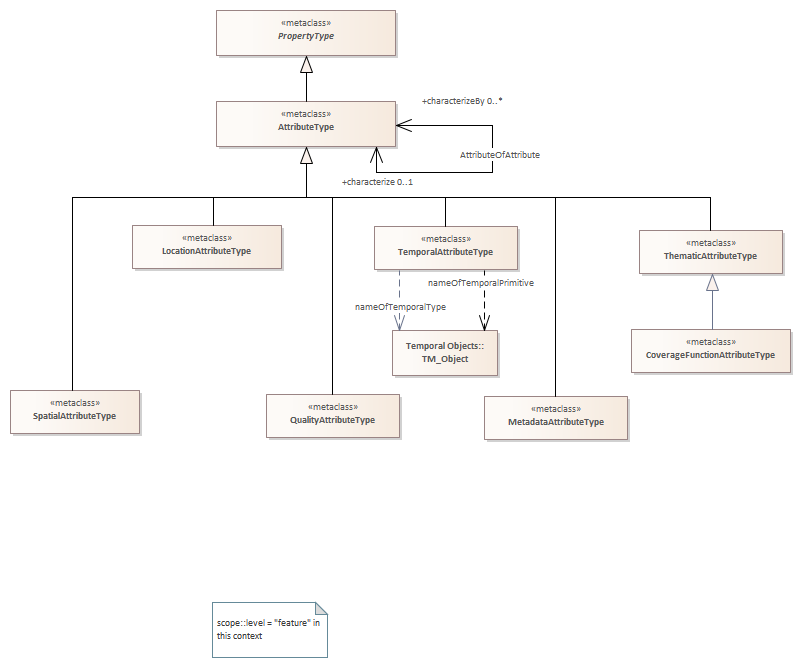 «metaclass»
PropertyType
«metaclass»
AttributeType
+characterizeBy 0..*
AttributeOfAttribute
+characterize 0..1
«metaclass»
LocationAttributeType
«metaclass»
TemporalAttributeType
«metaclass»
ThematicAttributeType
nameOfTemporalPrimitive
nameOfTemporalType
Temporal Objects::
TM_Object
«metaclass»
CoverageFunctionAttributeType
«metaclass»
SpatialAttributeType
«metaclass»
QualityAttributeType
«metaclass»
MetadataAttributeType
scope::level = "feature" in
this context